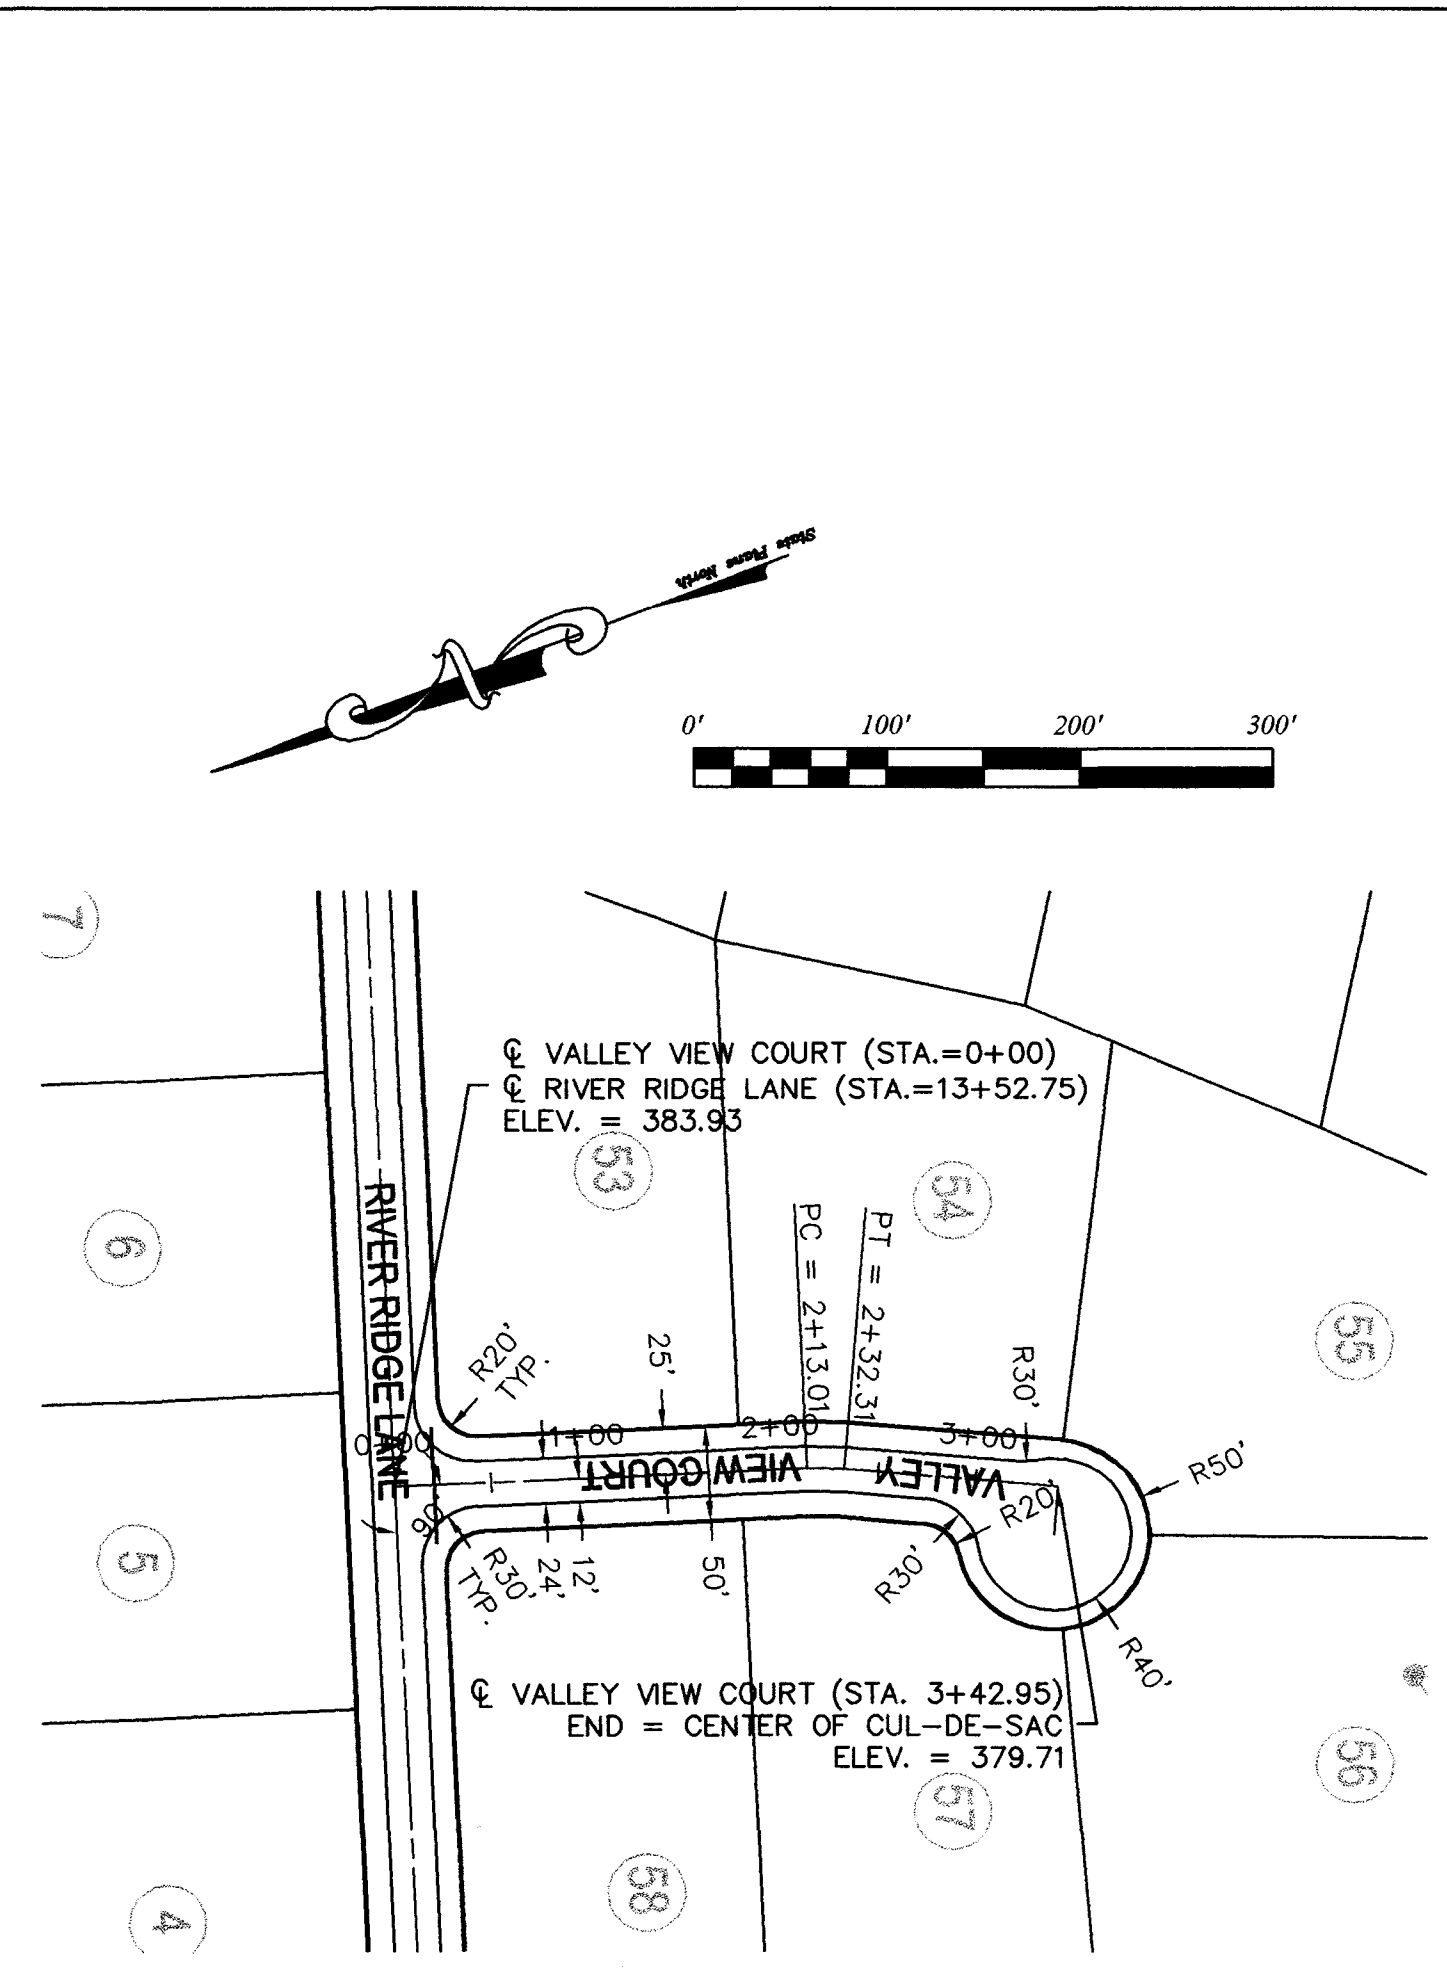 State Plane North
N
0' 100' 200' 300'
7
℄ VALLEY VIEW COURT (STA.=0+00)
℄ RIVER RIDGE LANE (STA.=13+52.75)
ELEV. = 383.93
53
54
6
PC = 2+13.01
PT = 2+32.31
RIVER RIDGE LANE
55
R20'
TYP.
25'
R30'
0+00
1+00
2+00
3+00
VALLEY VIEW COURT
R50'
R20'
90°
5
R30'
TYP.
24'
12'
50'
R30'
R40'
℄ VALLEY VIEW COURT (STA. 3+42.95)
END = CENTER OF CUL-DE-SAC
ELEV. = 379.71
56
57
58
4